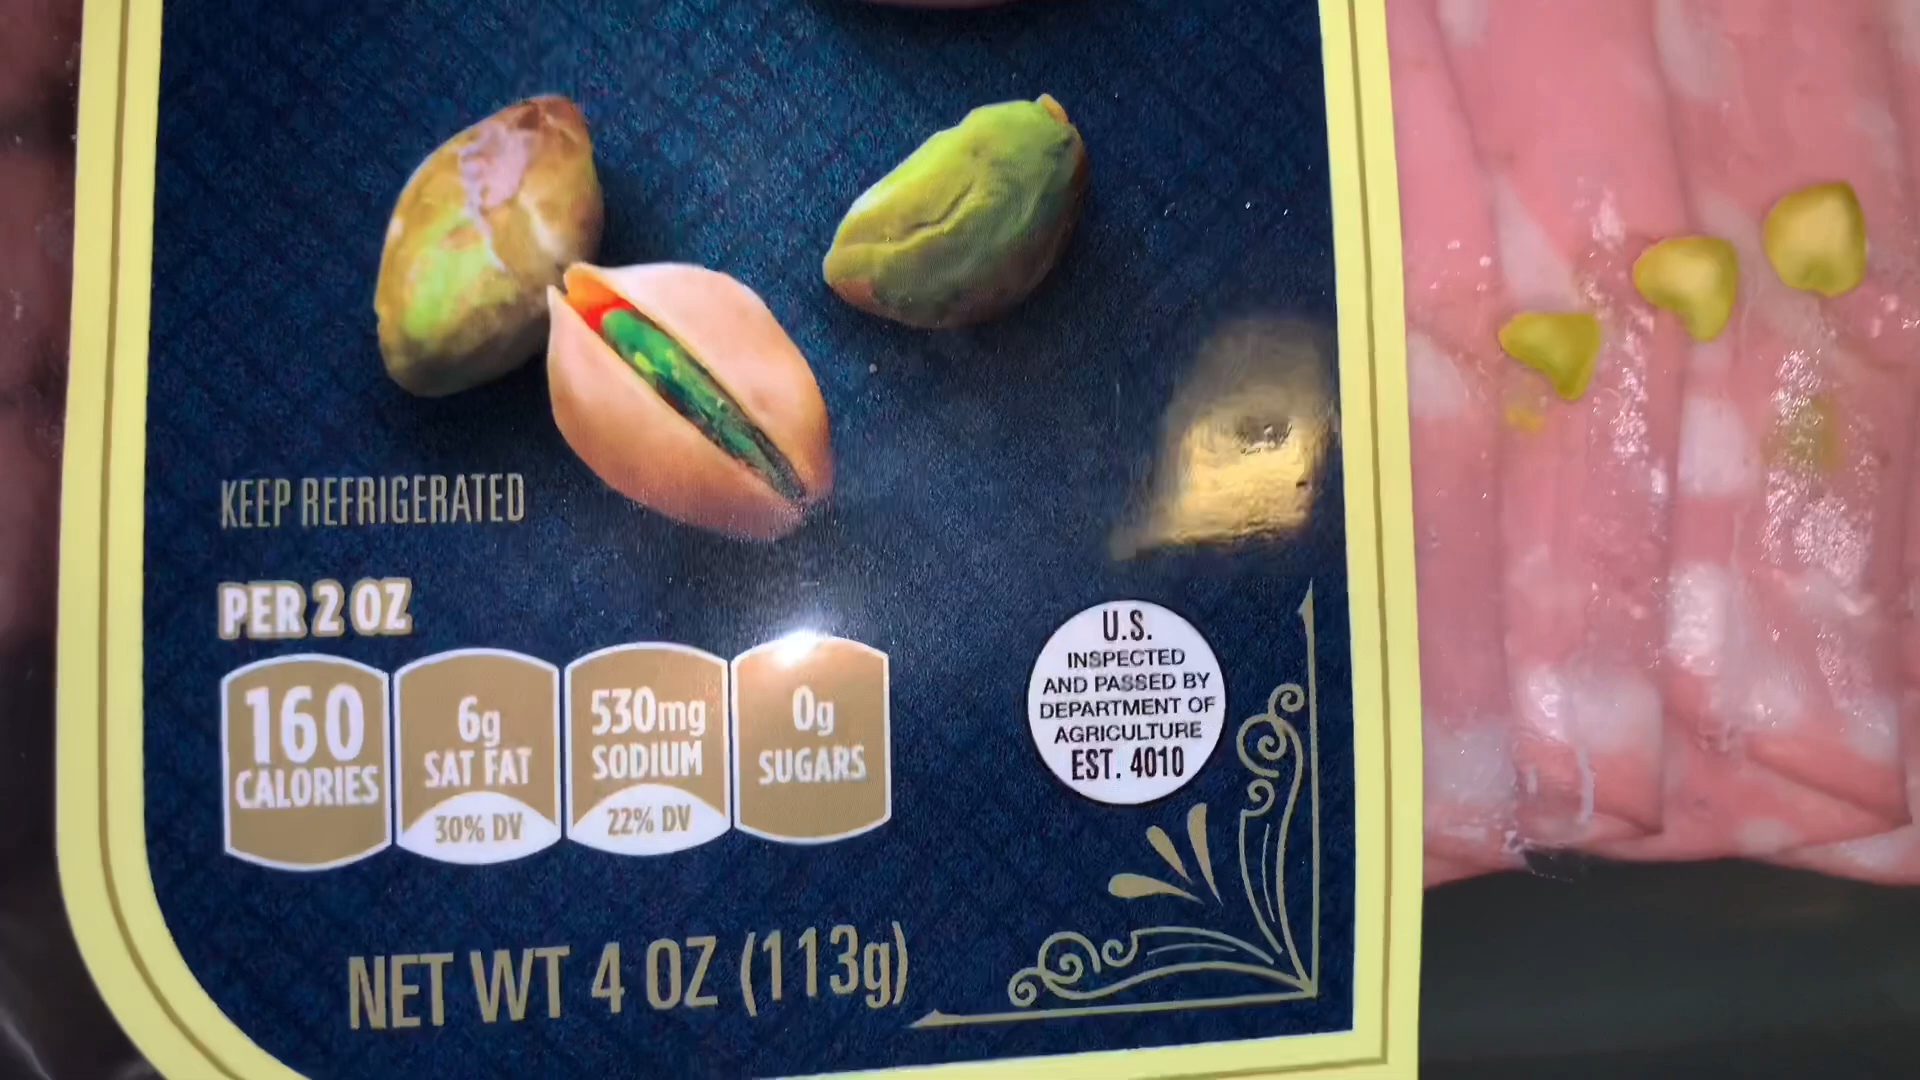 KEEP REFRIGERATED
PER 2 OZ
160
CALORIES
6g
SAT FAT
30% DV
530mg
SODIUM
22% DV
0g
SUGARS
U.S.
INSPECTED
AND PASSED BY
DEPARTMENT OF
AGRICULTURE
EST. 4010
NET WT 4 OZ (113g)